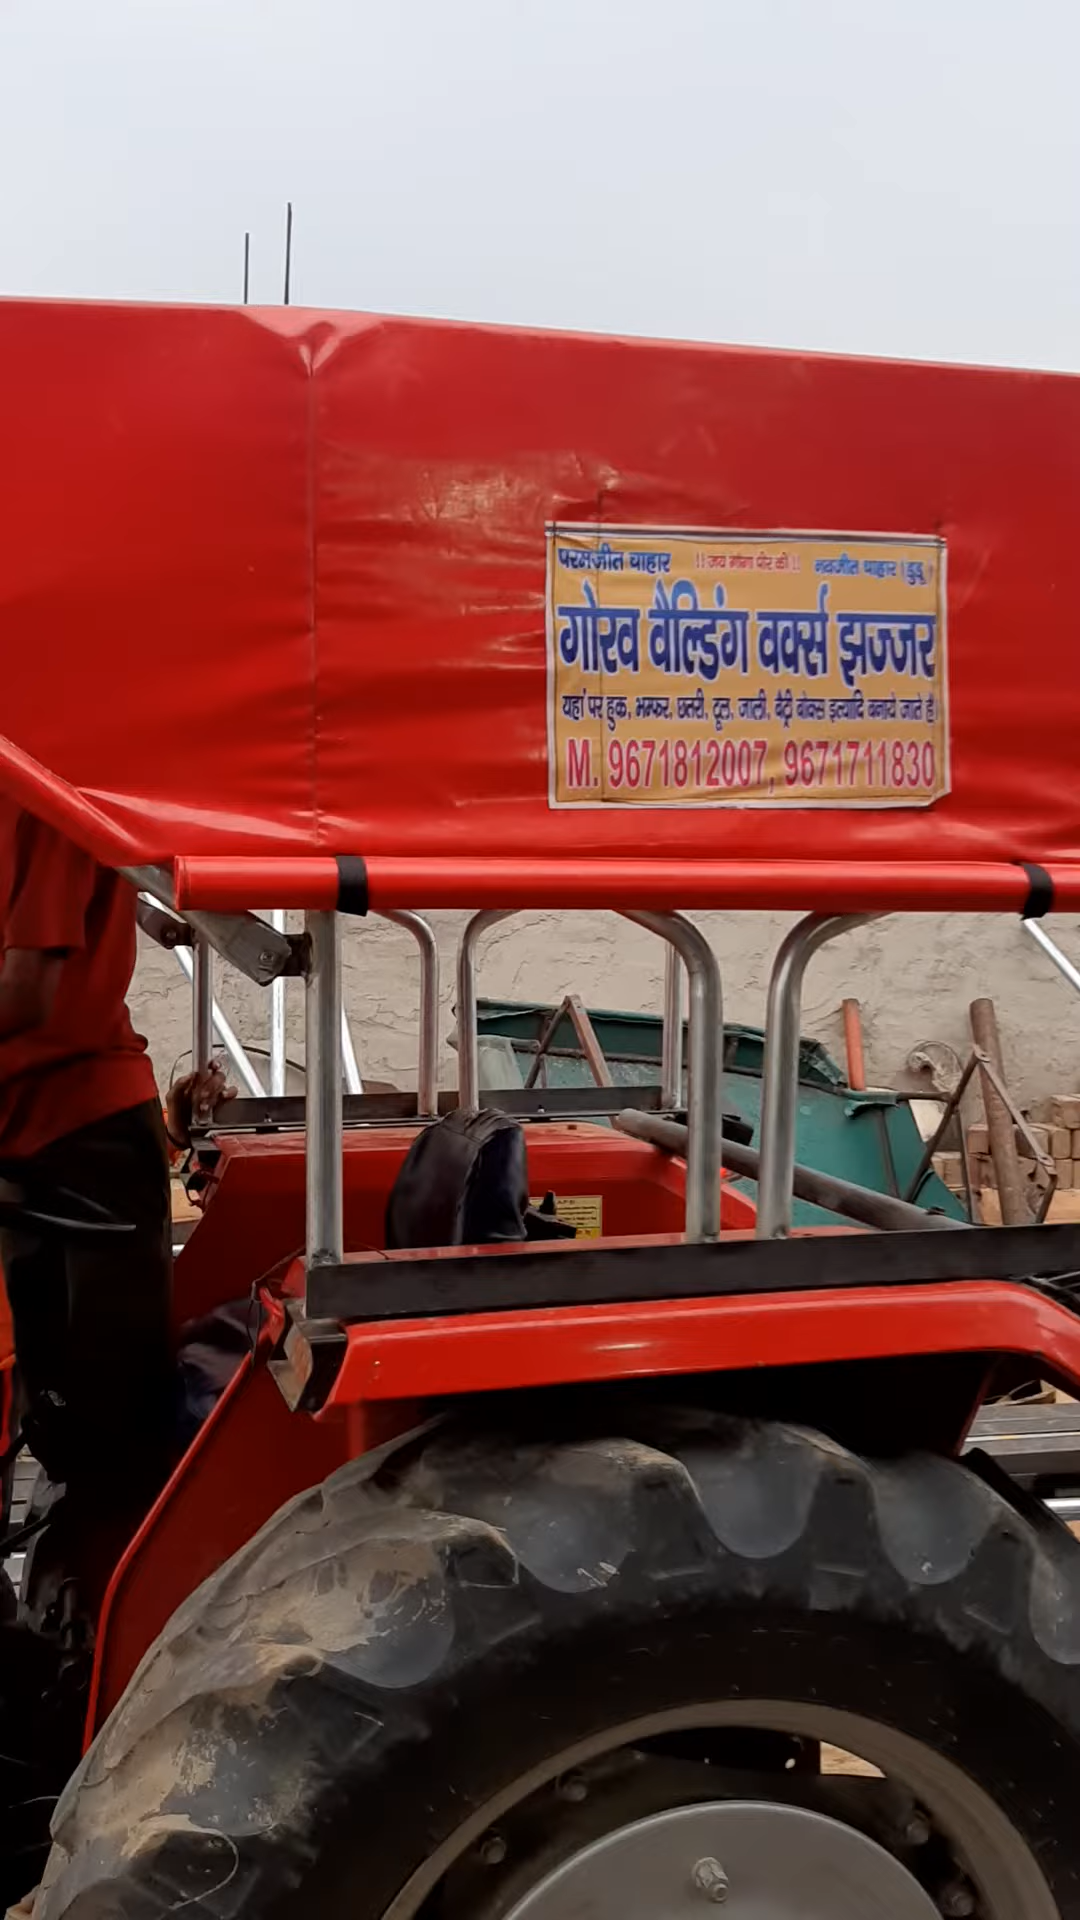 परमजीत चाहार !! जय गोगा पीर की !! नवजीत चाहार (डुडू)
गोरव वैल्डिंग वर्क्स झज्जर
यहां पर हुक, भम्फर, छतरी, टूल, जाली, बैट्री बोक्स इत्यादि बनाये जाते है
M. 9671812007, 9671711830